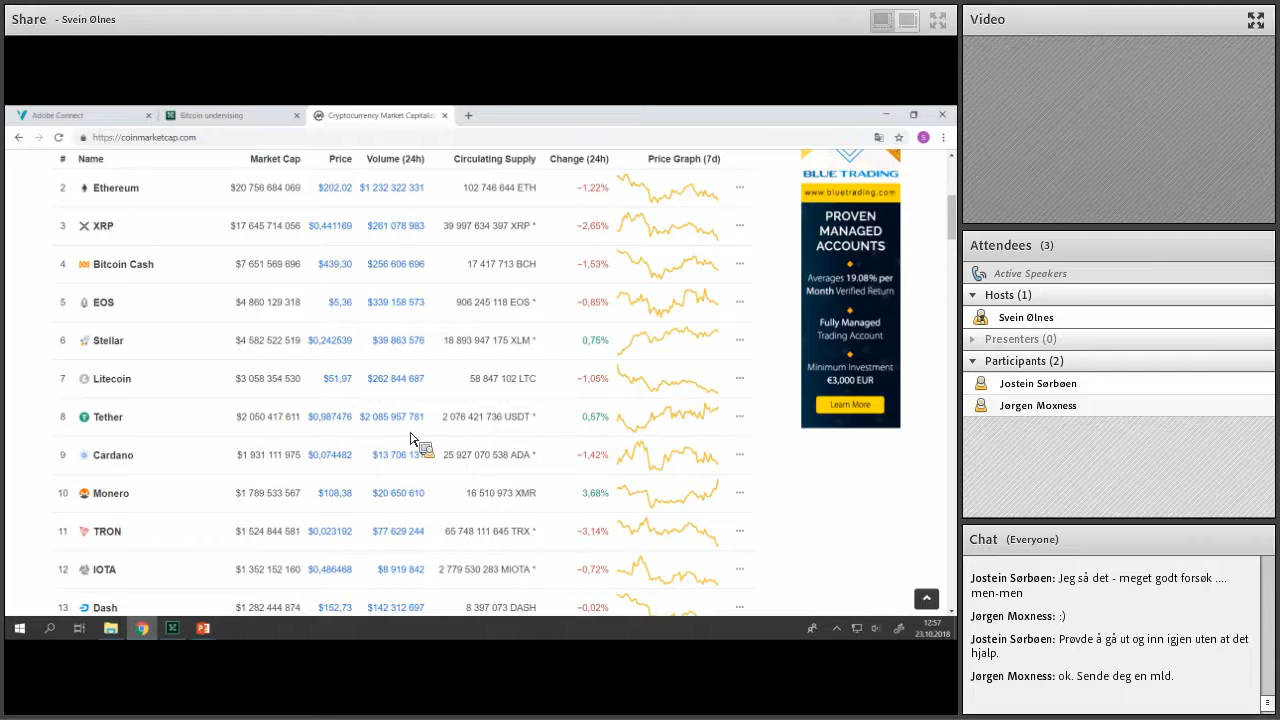 Share - Svein Ølnes
Adobe Connect
Bitcoin undervising
Cryptocurrency Market Capitaliz
https://coinmarketcap.com
# Name Market Cap Price Volume (24h) Circulating Supply Change (24h) Price Graph (7d)
2 Ethereum $20 756 684 069 $202,02 $1 232 322 331 102 746 644 ETH −1,22%
3 XRP $17 645 714 056 $0,441169 $261 078 983 39 997 634 397 XRP * −2,65%
4 Bitcoin Cash $7 651 569 696 $439,30 $256 606 696 17 417 713 BCH −1,53%
5 EOS $4 860 129 318 $5,36 $339 158 573 906 245 118 EOS * −0,85%
6 Stellar $4 582 522 519 $0,242539 $39 863 576 18 893 947 175 XLM * 0,75%
7 Litecoin $3 058 354 530 $51,97 $262 844 687 58 847 102 LTC −1,05%
8 Tether $2 050 417 611 $0,987476 $2 085 957 781 2 076 421 736 USDT * 0,57%
9 Cardano $1 931 111 975 $0,074482 $13 706 13 25 927 070 538 ADA * −1,42%
10 Monero $1 789 533 567 $108,38 $20 650 610 16 510 973 XMR 3,68%
11 TRON $1 524 844 581 $0,023192 $77 629 244 65 748 111 645 TRX * −3,14%
12 IOTA $1 352 152 160 $0,486468 $8 919 842 2 779 530 283 MIOTA * −0,72%
13 Dash $1 282 444 874 $152,73 $142 312 697 8 397 073 DASH −0,02%
BLUE TRADING
www.bluetrading.com
PROVEN
MANAGED
ACCOUNTS
Averages 19.08% per
Month Verified Return
Fully Managed
Trading Account
Minimum Investment
€3,000 EUR
Learn More
12:57
23.10.2018
Video
Attendees (3)
Active Speakers
Hosts (1)
Svein Ølnes
Presenters (0)
Participants (2)
Jostein Sørbøen
Jørgen Moxness
Chat (Everyone)
Jostein Sørbøen: Jeg så det - meget godt forsøk ....
men-men
Jørgen Moxness: :)
Jostein Sørbøen: Prøvde å gå ut og inn igjen uten at det
hjalp.
Jørgen Moxness: ok. Sende deg en mld.